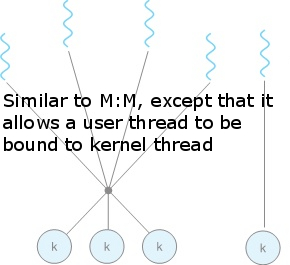 Similar to M:M, except that it
allows a user thread to be
bound to kernel thread
k
k
k
k